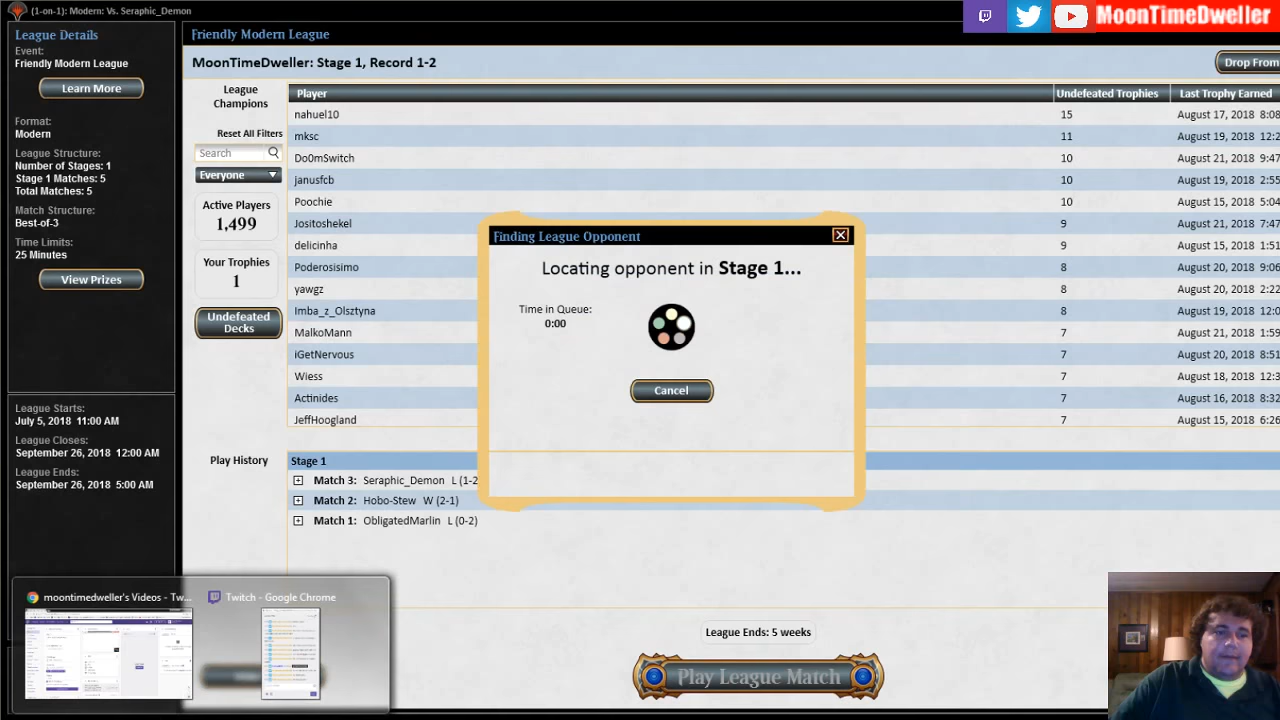 (1-on-1): Modern: Vs. Seraphic_Demon
MoonTimeDweller
League Details
Event:
Friendly Modern League
Learn More
Format:
Modern
League Structure:
Number of Stages: 1
Stage 1 Matches: 5
Total Matches: 5
Match Structure:
Best-of-3
Time Limits:
25 Minutes
View Prizes
League Starts:
July 5, 2018 11:00 AM
League Closes:
September 26, 2018 12:00 AM
League Ends:
September 26, 2018 5:00 AM
Friendly Modern League
MoonTimeDweller: Stage 1, Record 1-2
Drop From
League
Champions
Reset All Filters
Search
Everyone
Active Players
1,499
Your Trophies
1
Undefeated
Decks
Player Undefeated Trophies Last Trophy Earned
nahuel10 15 August 17, 2018 8:08
mksc 11 August 19, 2018 12:2
Do0mSwitch 10 August 21, 2018 9:47
janusfcb 10 August 19, 2018 2:55
Poochie 10 August 15, 2018 5:04
Jositoshekel 9 August 21, 2018 7:46
delicinha 9 August 15, 2018 1:51
Poderosisimo 8 August 20, 2018 9:06
yawgz 8 August 20, 2018 2:22
Imba_z_Olsztyna 8 August 19, 2018 12:0
MalkoMann 7 August 21, 2018 1:59
iGetNervous 7 August 20, 2018 8:51
Wiess 7 August 18, 2018 12:3
Actinides 7 August 16, 2018 8:32
JeffHoogland 7 August 15, 2018 6:26
Finding League Opponent
Locating opponent in Stage 1...
Time in Queue:
0:00
Cancel
Play History
Stage 1
Match 3: Seraphic_Demon L (1-2
Match 2: Hobo-Stew W (2-1)
Match 1: ObligatedMarlin L (0-2)
moontimedweller's Videos - Tw...
Twitch - Google Chrome
League Ends: 5 weeks
Play League Match